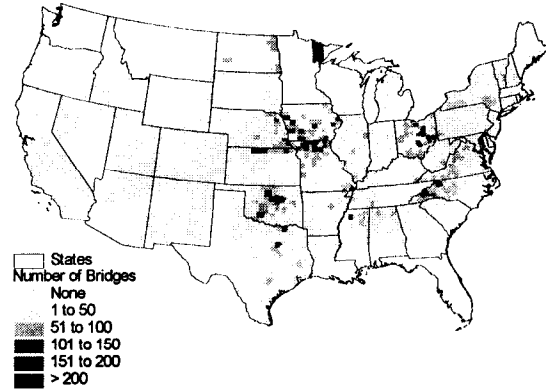 States
Number of Bridges
None
1 to 50
51 to 100
101 to 150
151 to 200
> 200